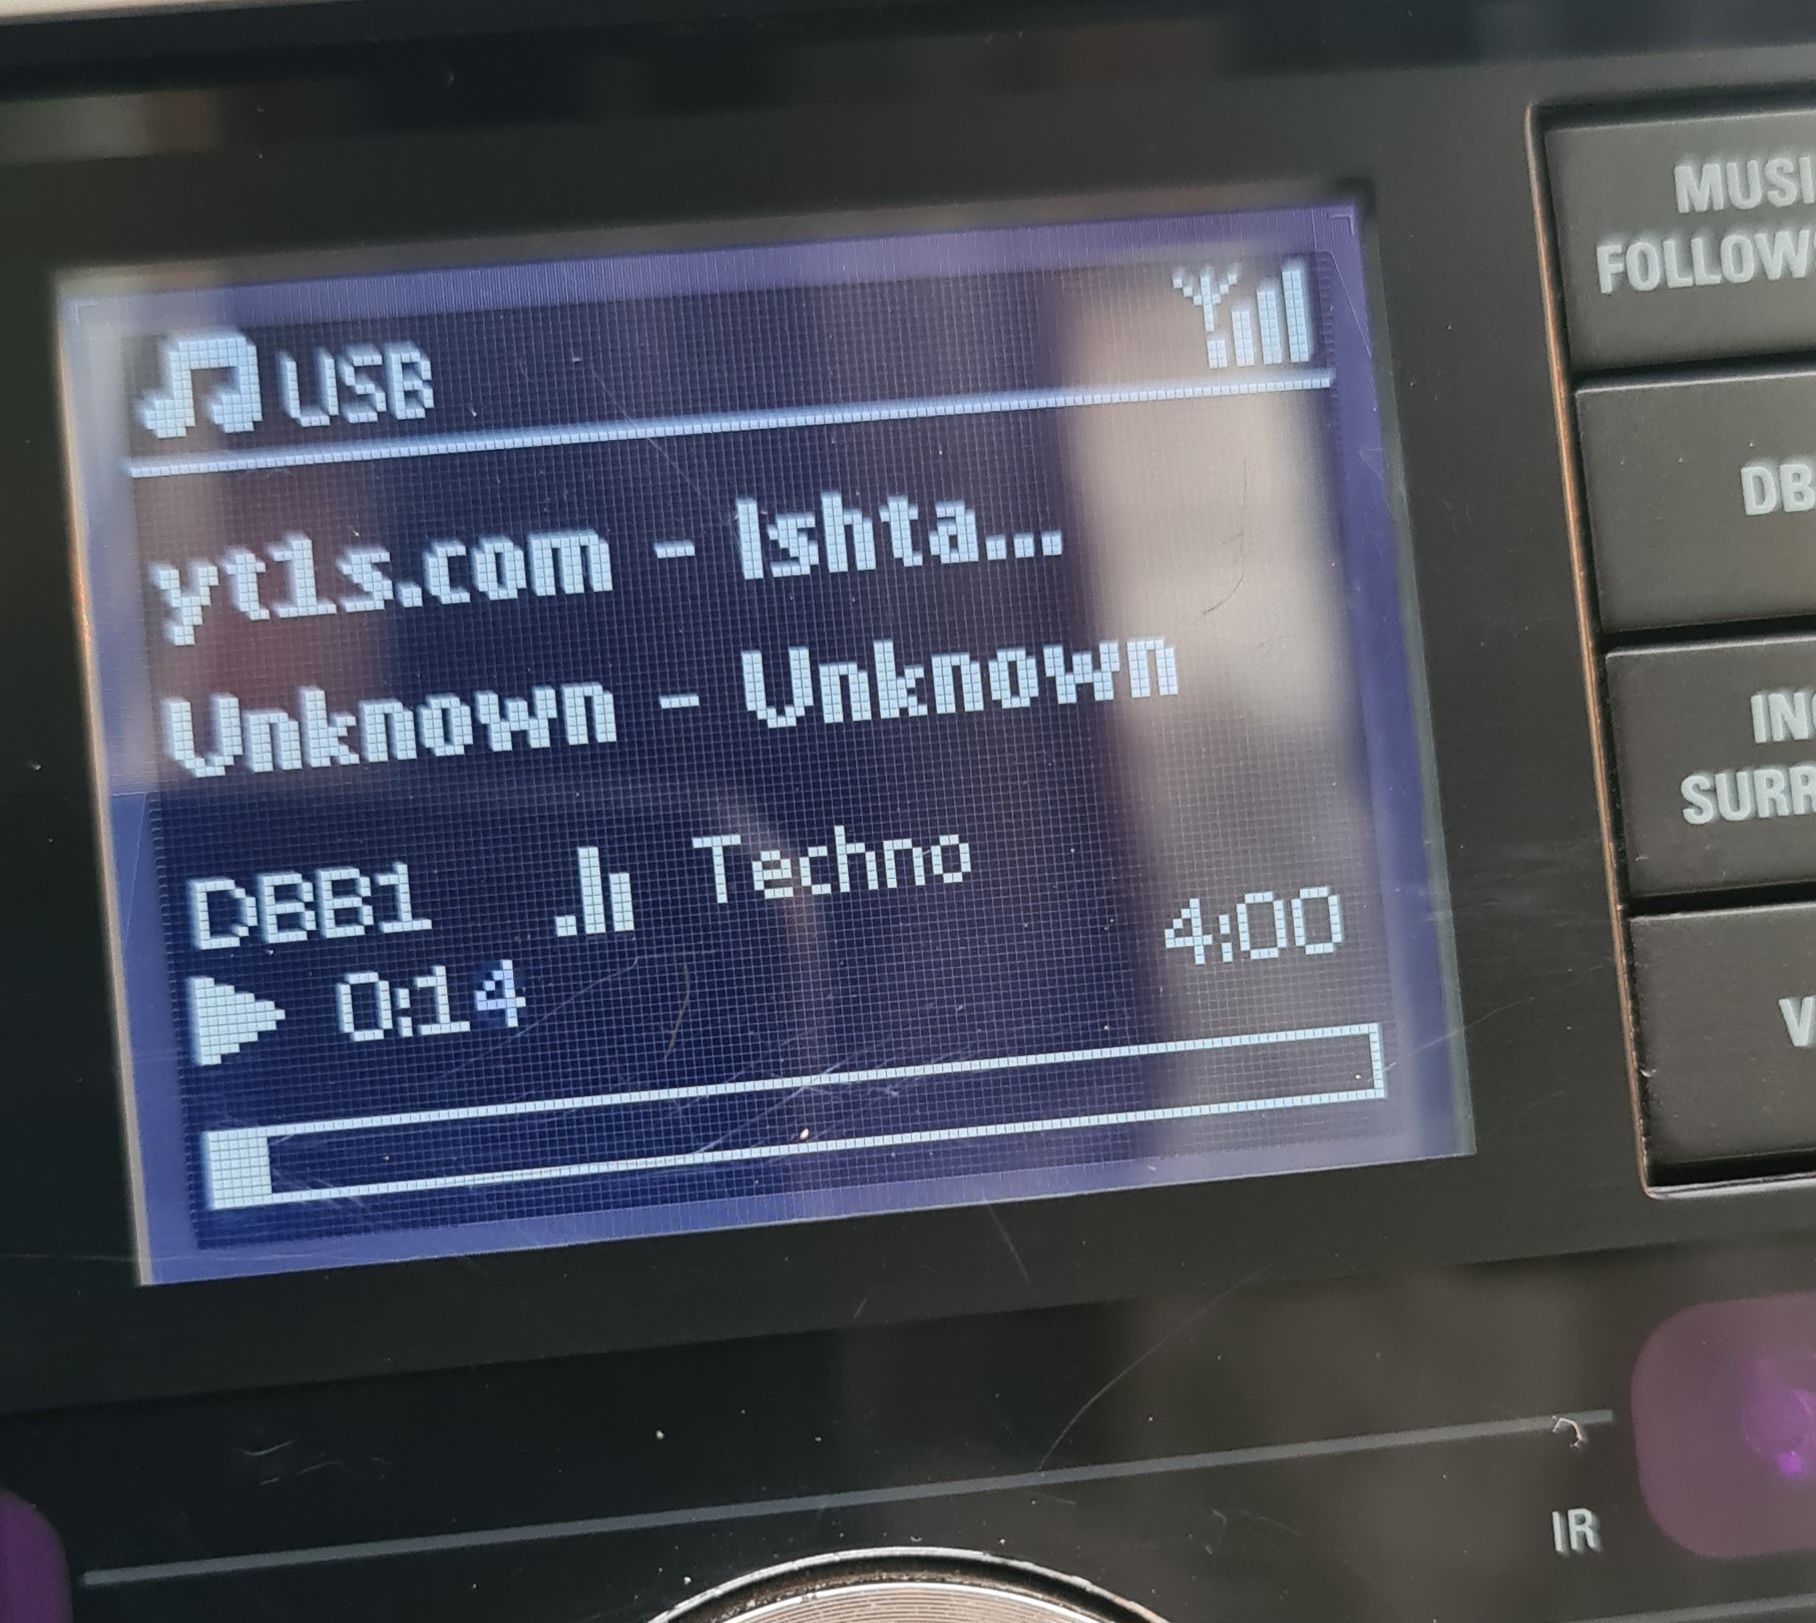 USB
yt1s.com - Ishta...
Unknown - Unknown
DBB1 Techno
0:14 4:00
MUSI
FOLLOW
DB
IN
SURR
V
IR